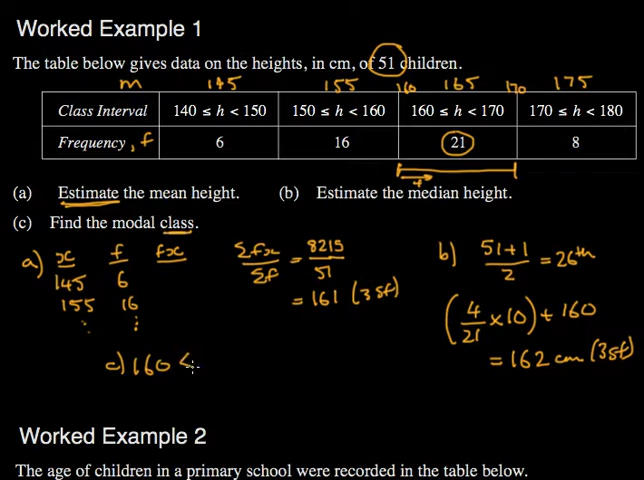 Worked Example 1
The table below gives data on the heights, in cm, of 51 children.
m 145 155 160 165 170 175
Class Interval 140 ≤ h < 150 150 ≤ h < 160 160 ≤ h < 170 170 ≤ h < 180
Frequency, f 6 16 21 8
(a) Estimate the mean height. (b) Estimate the median height.
(c) Find the modal class.
a) x f fx Σfx/Σf = 8215/51
145 6
155 16 = 161 (3sf)
: :
b) (51+1)/2 = 26th
(4/21 × 10) + 160
= 162 cm (3sf)
c) 160 <
Worked Example 2
The age of children in a primary school were recorded in the table below.